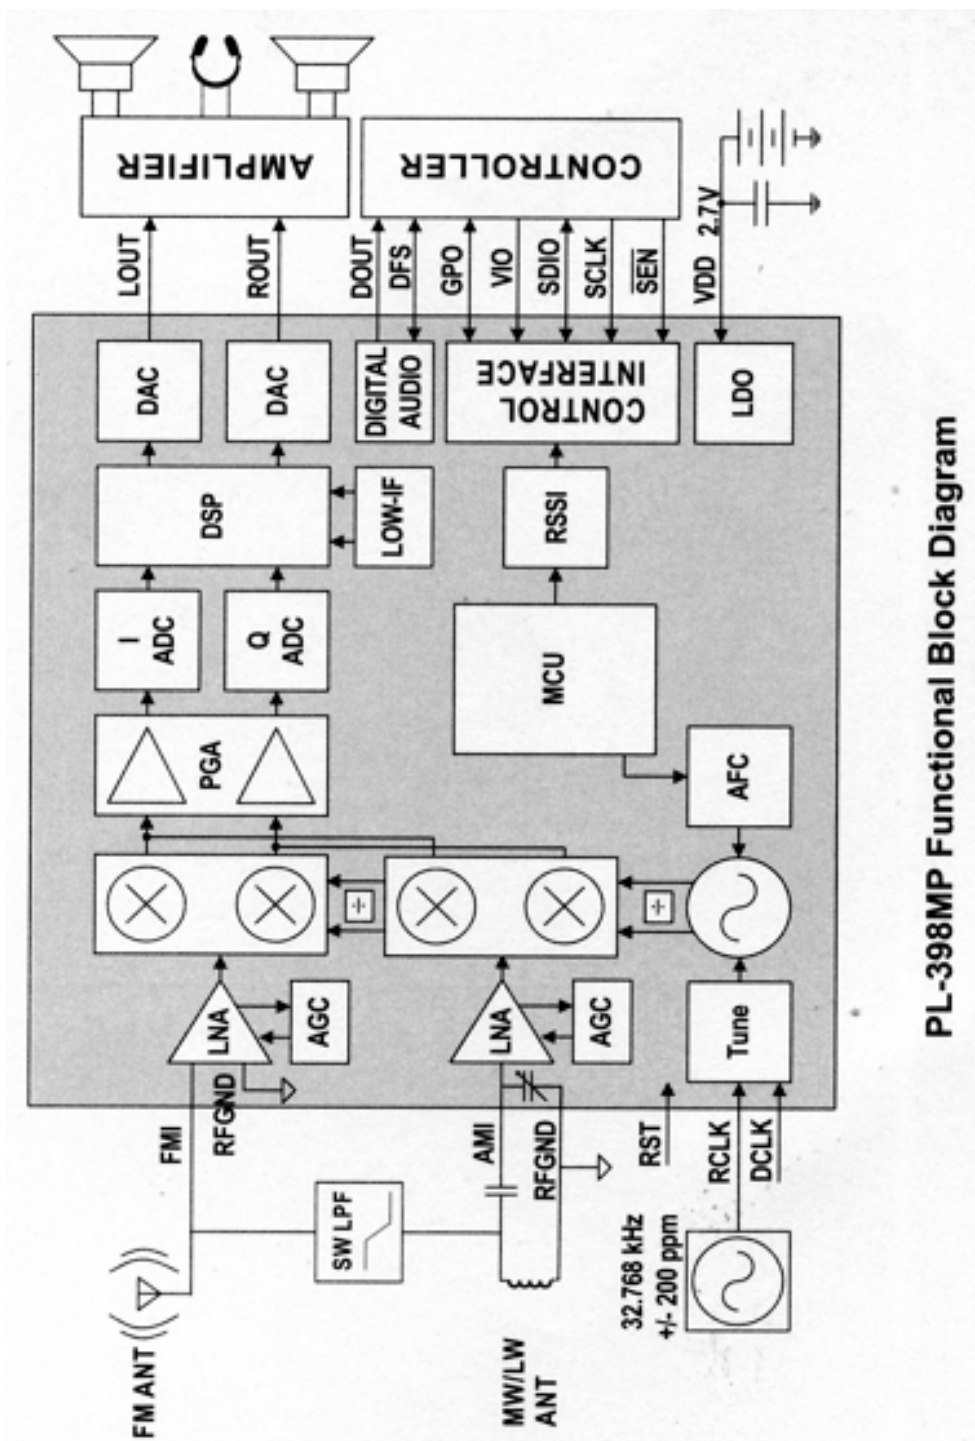 FM ANT
FMI
RFGND
LNA
AGC
PGA
I
ADC
Q
ADC
DSP
DAC
DAC
LOUT
ROUT
AMPLIFIER
SW LPF
÷
LOW-IF
DIGITAL
AUDIO
DOUT
DFS
MW/LW
ANT
AMI
RFGND
LNA
AGC
MCU
RSSI
CONTROL
INTERFACE
GPO
VIO
SDIO
SCLK
SEN
CONTROLLER
÷
32.768 kHz
+/- 200 ppm
RST
RCLK
DCLK
Tune
AFC
LDO
VDD
2.7V
PL-398MP Functional Block Diagram